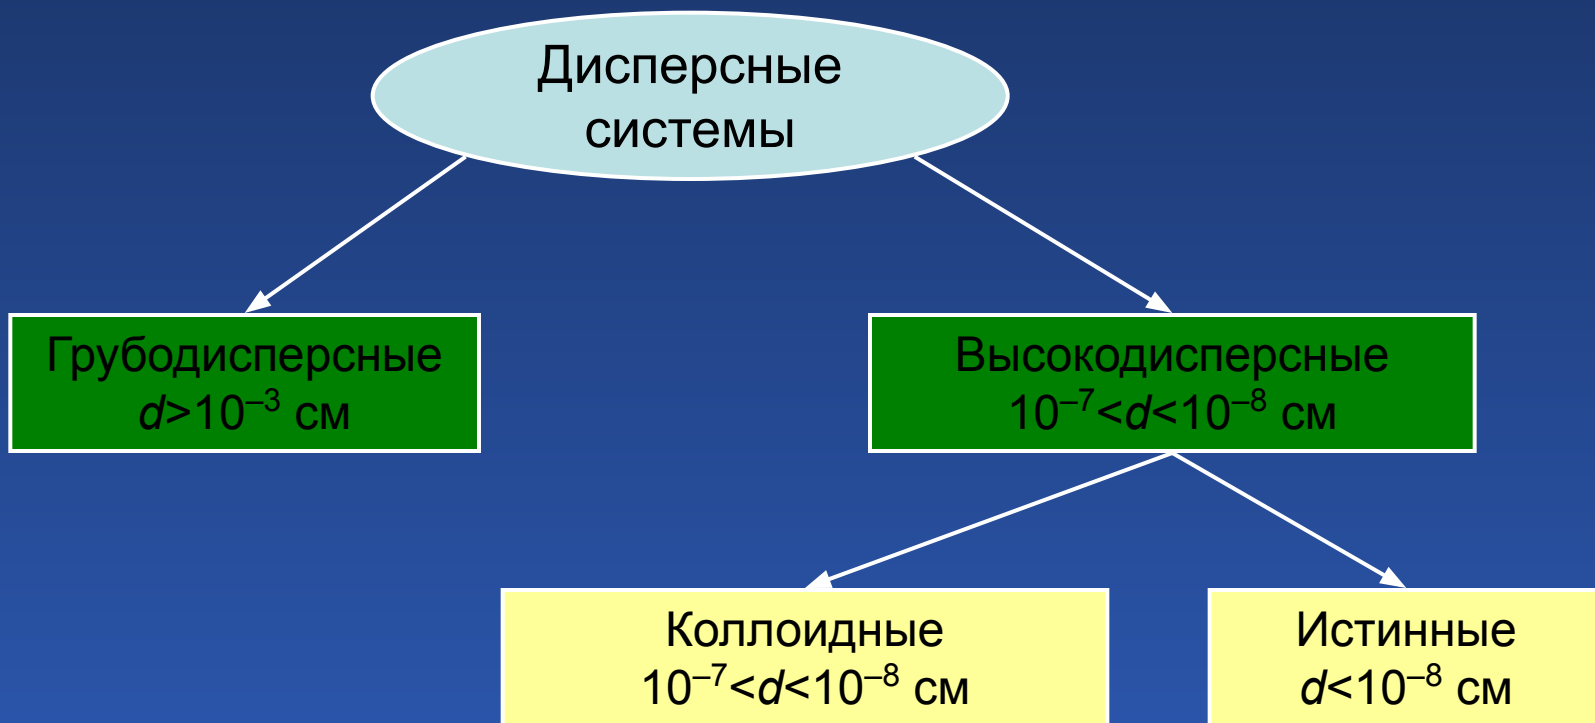 Дисперсные
системы
Грубодисперсные
d>10⁻³ см
Высокодисперсные
10⁻⁷<d<10⁻⁸ см
Коллоидные
10⁻⁷<d<10⁻⁸ см
Истинные
d<10⁻⁸ см